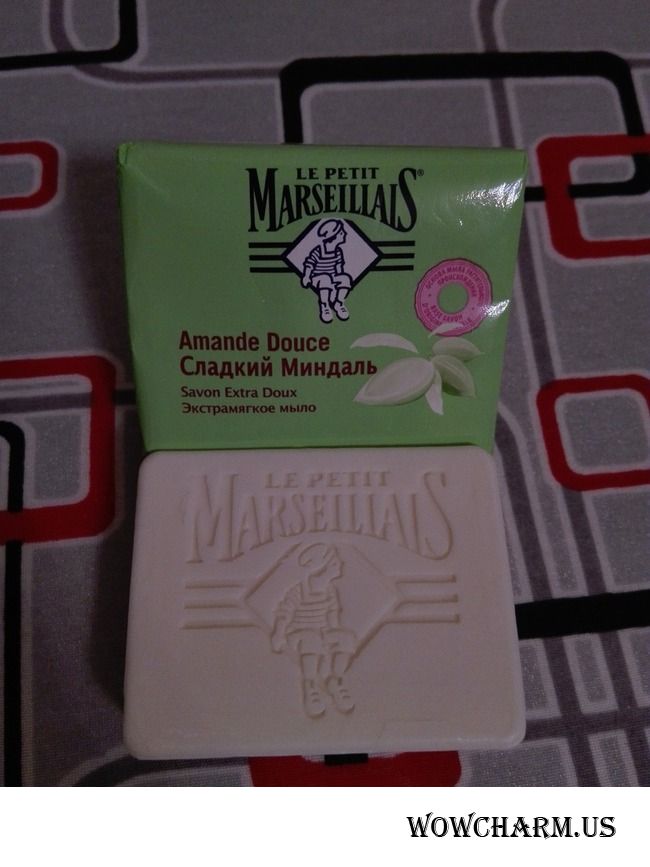 LE PETIT
MARSEILLAIS®
Amande Douce
Сладкий Миндаль
Savon Extra Doux
Экстрамягкое мыло
LE PETIT
MARSEILLAIS
WOWCHARM.US